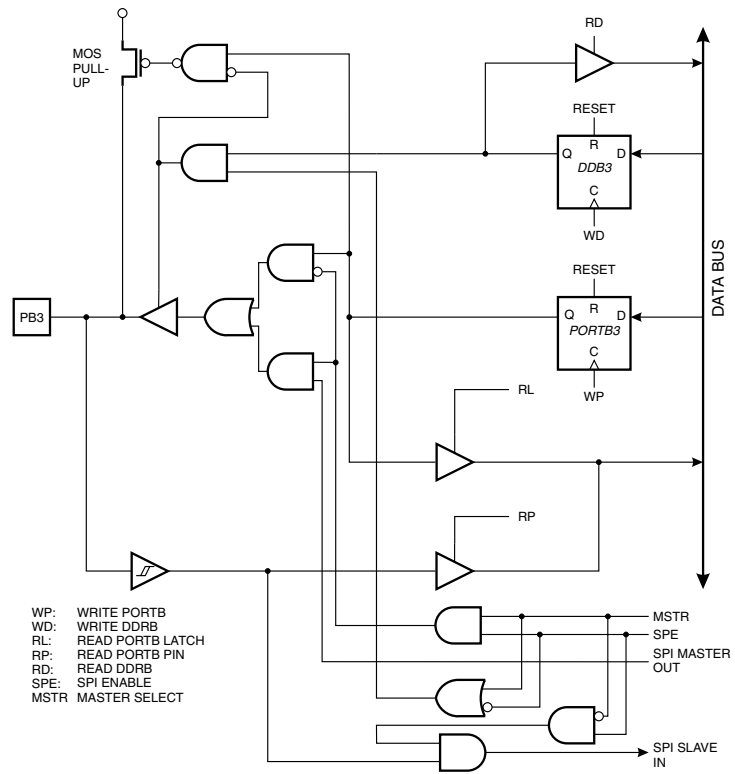 RD
MOS
PULL-
UP
RESET
R
Q
D
DDB3
C
WD
DATA BUS
RESET
R
Q
D
PB3
PORTB3
C
WP
RL
RP
WP: WRITE PORTB
WD: WRITE DDRB
RL: READ PORTB LATCH
RP: READ PORTB PIN
RD: READ DDRB
SPE: SPI ENABLE
MSTR MASTER SELECT
MSTR
SPE
SPI MASTER
OUT
SPI SLAVE
IN